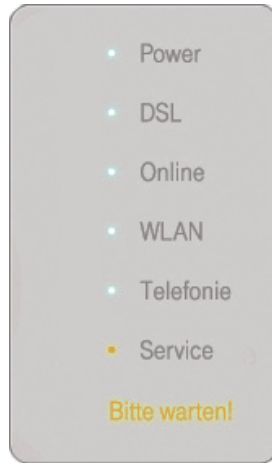 Power
DSL
Online
WLAN
Telefonie
Service
Bitte warten!